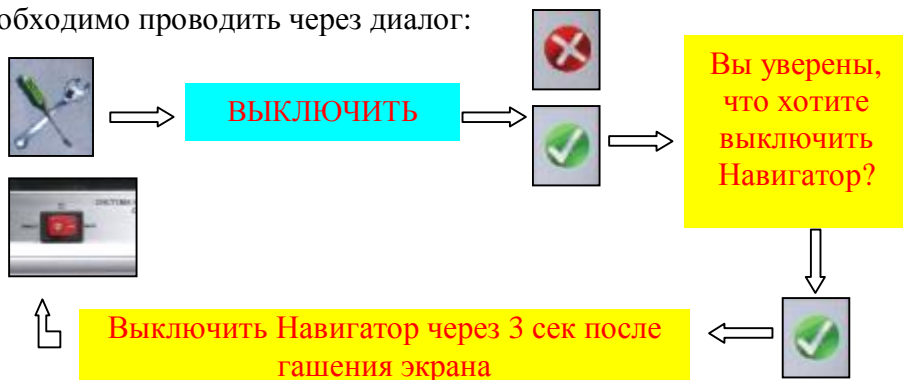 обходимо проводить через диалог:
ВЫКЛЮЧИТЬ
Вы уверены,
что хотите
выключить
Навигатор?
Выключить Навигатор через 3 сек после
гашения экрана